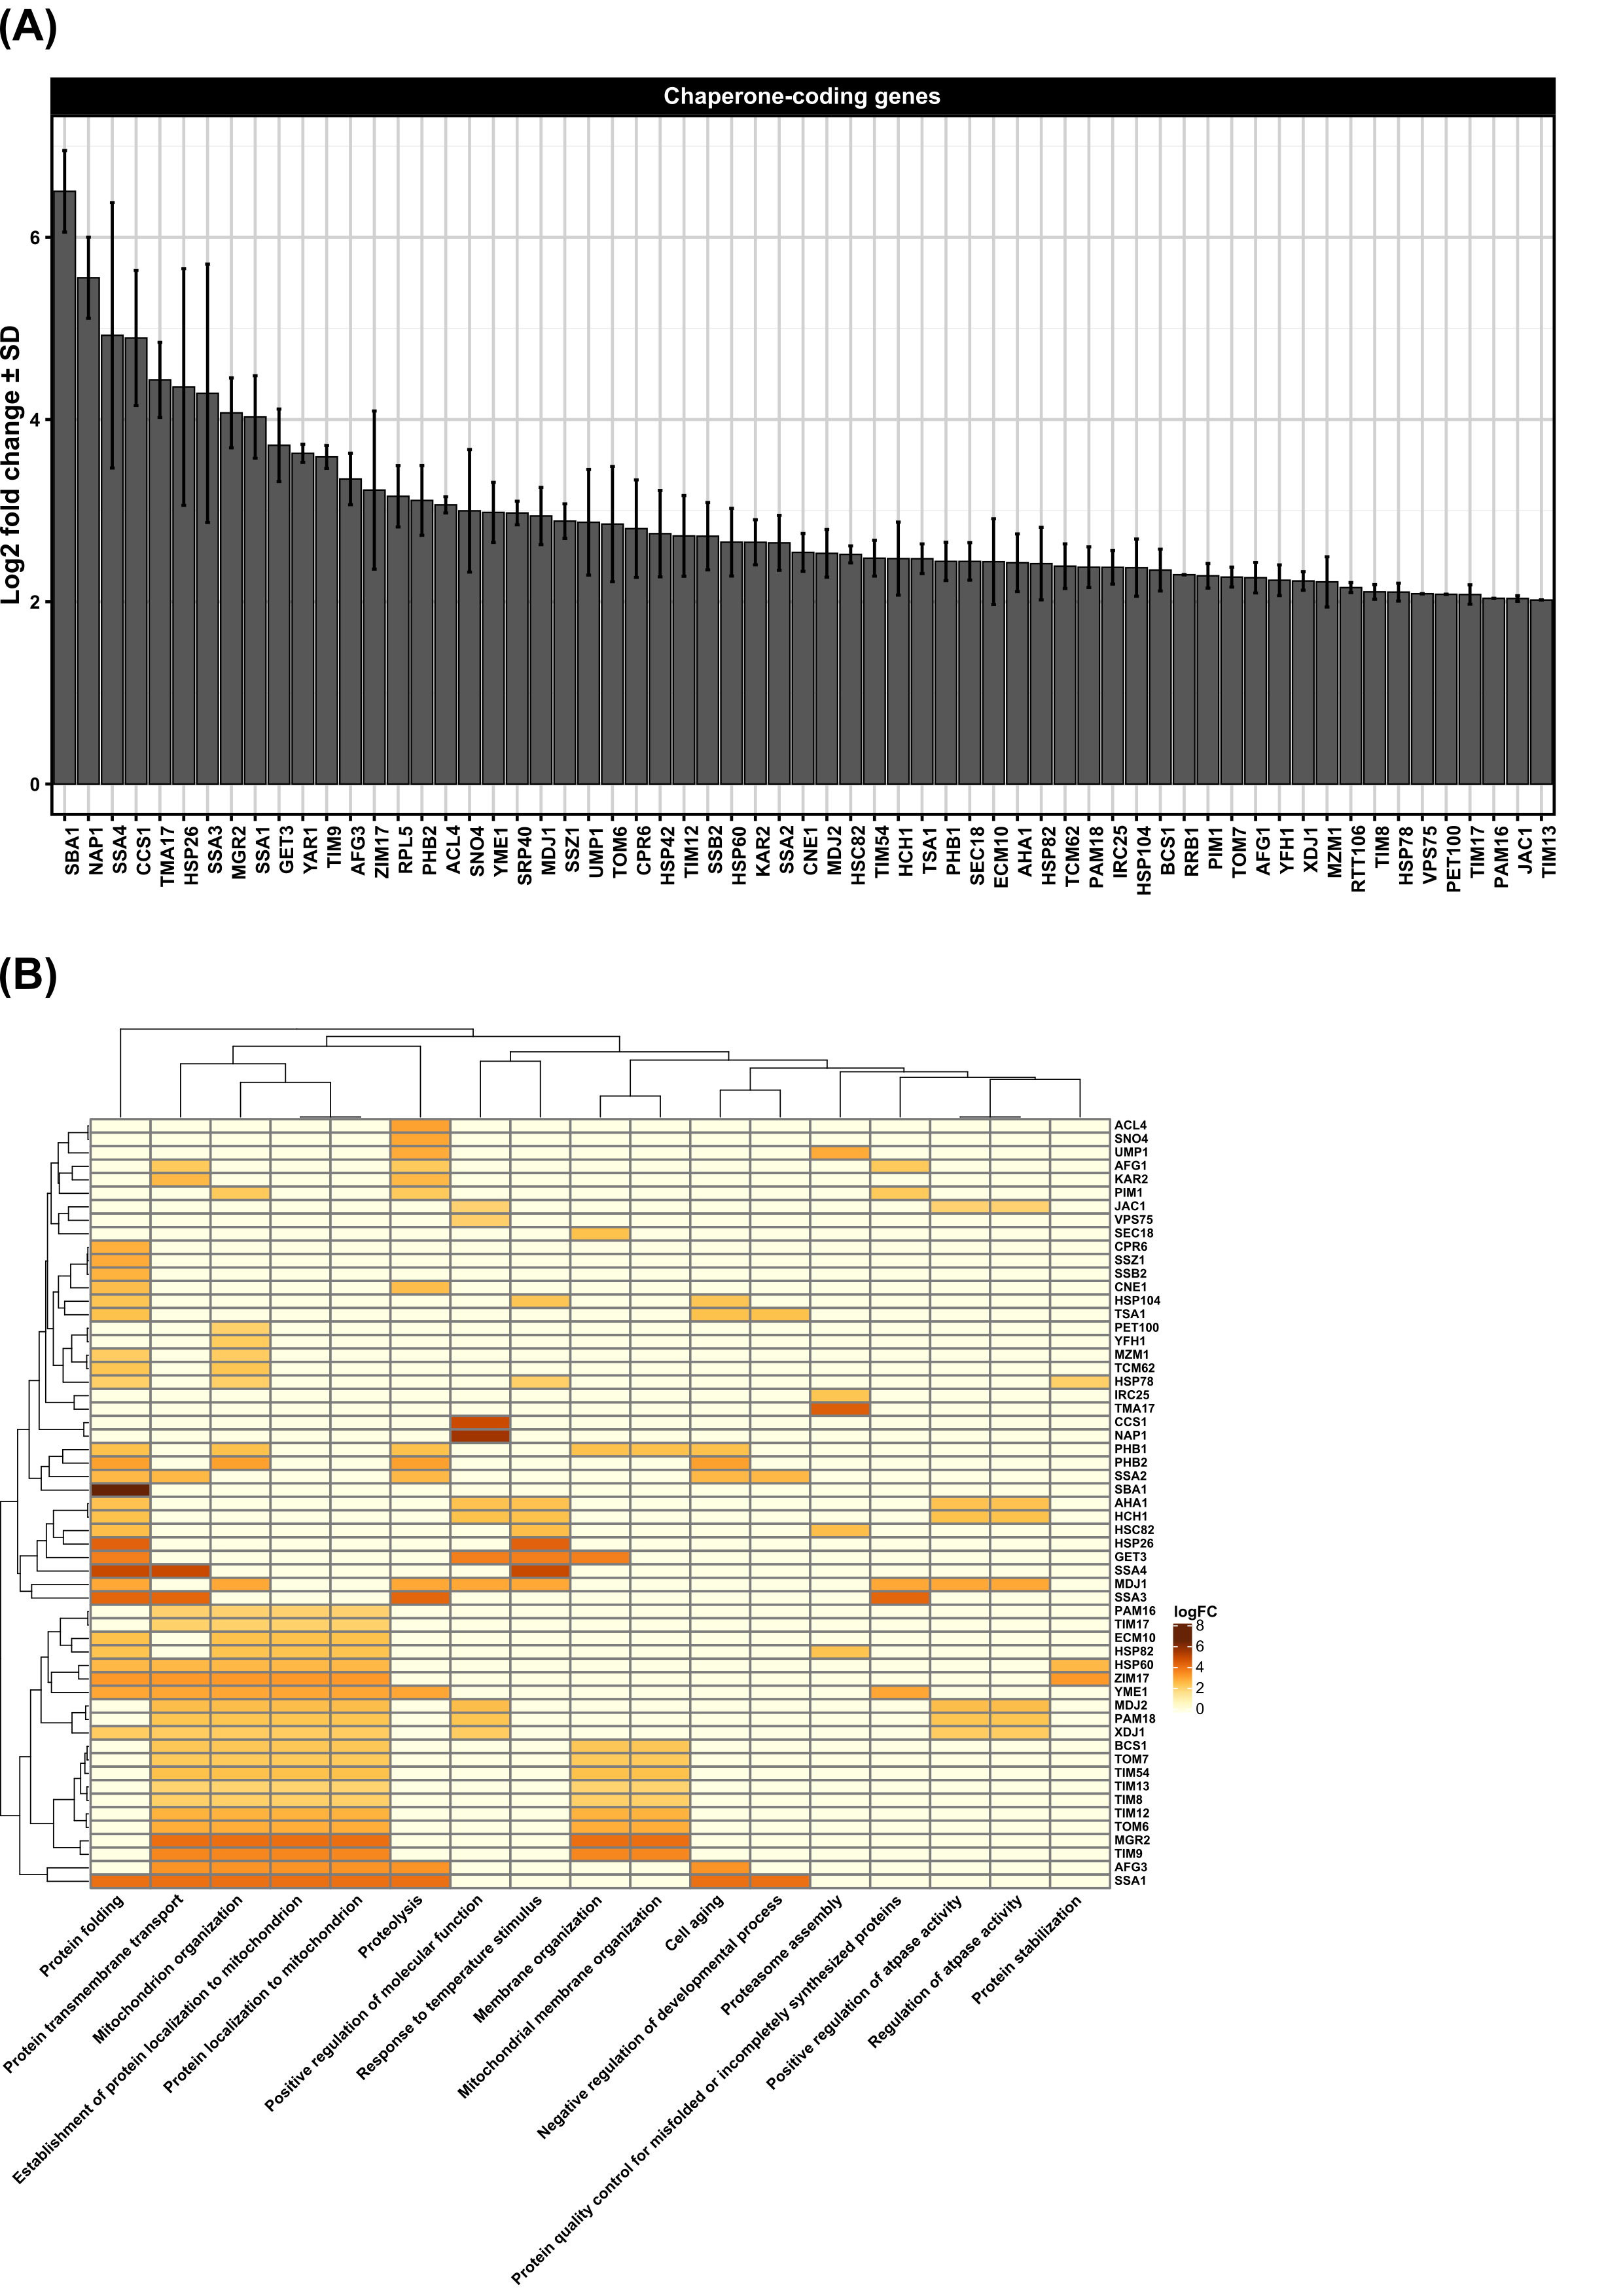 (A)
Chaperone-coding genes
Log2 fold change ± SD
6
4
2
0
SBA1
NAP1
SSA4
CCS1
TMA17
HSP26
SSA3
MGR2
SSA1
GET3
YAR1
TIM9
AFG3
ZIM17
RPL5
PHB2
ACL4
SNO4
YME1
SRP40
MDJ1
SSZ1
UMP1
TOM6
CPR6
HSP42
TIM12
SSB2
HSP60
KAR2
SSA2
CNE1
MDJ2
HSC82
TIM54
HCH1
TSA1
PHB1
SEC18
ECM10
AHA1
HSP82
TCM62
PAM18
IRC25
HSP104
BCS1
RRB1
PIM1
TOM7
AFG1
YFH1
XDJ1
MZM1
RTT106
TIM8
HSP78
VPS75
PET100
TIM17
PAM16
JAC1
TIM13
(B)
ACL4
SNO4
UMP1
AFG1
KAR2
PIM1
JAC1
VPS75
SEC18
CPR6
SSZ1
SSB2
CNE1
HSP104
TSA1
PET100
YFH1
MZM1
TCM62
HSP78
IRC25
TMA17
CCS1
NAP1
PHB1
PHB2
SSA2
SBA1
AHA1
HCH1
HSC82
HSP26
GET3
SSA4
MDJ1
SSA3
PAM16
TIM17
ECM10
HSP82
HSP60
ZIM17
YME1
MDJ2
PAM18
XDJ1
BCS1
TOM7
TIM54
TIM13
TIM8
TIM12
TOM6
MGR2
TIM9
AFG3
SSA1
logFC
8
6
4
2
0
Protein folding
Protein transmembrane transport
Mitochondrion organization
Establishment of protein localization to mitochondrion
Protein localization to mitochondrion
Proteolysis
Positive regulation of molecular function
Response to temperature stimulus
Membrane organization
Mitochondrial membrane organization
Cell aging
Negative regulation of developmental process
Proteasome assembly
Protein quality control for misfolded or incompletely synthesized proteins
Positive regulation of atpase activity
Regulation of atpase activity
Protein stabilization